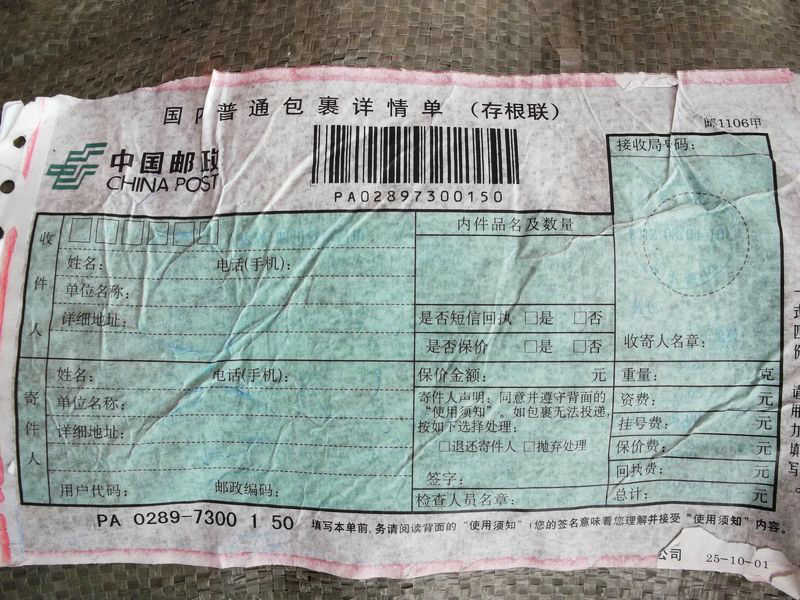 国内普通包裹详情单 (存根联)
邮1106甲
中国邮政
CHINA POST
PA02897300150
接收局号码:
收件人
姓名: 电话(手机):
单位名称:
详细地址:
内件品名及数量
是否短信回执 □是 □否
是否保价 □是 □否
收寄人名章:
寄件人
姓名: 电话(手机):
单位名称:
详细地址:
用户代码: 邮政编码:
保价金额: 元
寄件人声明:同意并遵守背面的
“使用须知”。如包裹无法投递,
按如下选择处理:
□退还寄件人 □抛弃处理
签字:
检查人员名章:
重量: 克
资费: 元
挂号费: 元
保价费: 元
回执费: 元
总计: 元
PA 0289-7300 1 50
填写本单前,务请阅读背面的“使用须知”!您的签名意味着您理解并接受“使用须知”内容。
公司 25-10-01